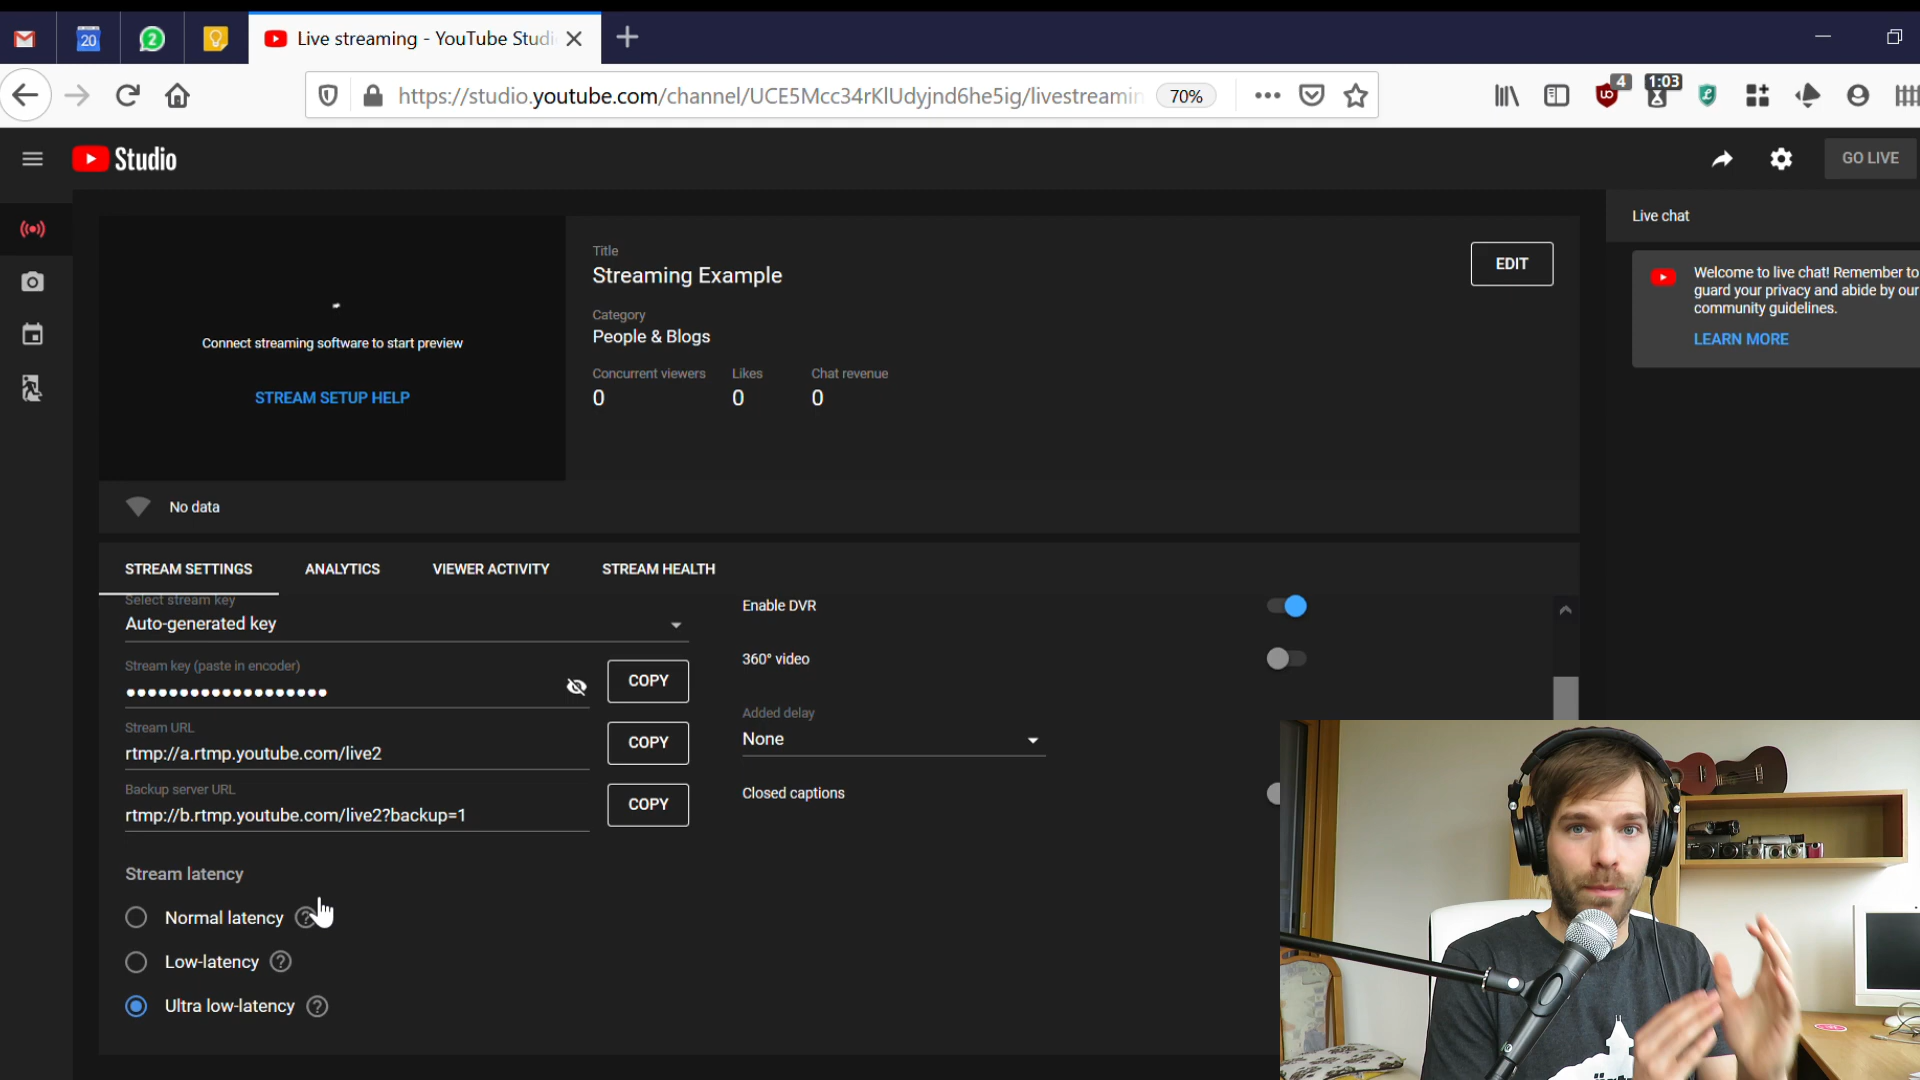 20
2
Live streaming - YouTube Studi
https://studio.youtube.com/channel/UCE5Mcc34rKlUdyjnd6he5ig/livestreamin
70%
4
1:03
Studio
GO LIVE
Live chat
Welcome to live chat! Remember to
guard your privacy and abide by our
community guidelines.
LEARN MORE
Connect streaming software to start preview
STREAM SETUP HELP
Title
Streaming Example
EDIT
Category
People & Blogs
Concurrent viewers Likes Chat revenue
0 0 0
No data
STREAM SETTINGS ANALYTICS VIEWER ACTIVITY STREAM HEALTH
Select stream key
Auto-generated key
Stream key (paste in encoder)
COPY
Stream URL
rtmp://a.rtmp.youtube.com/live2
COPY
Backup server URL
rtmp://b.rtmp.youtube.com/live2?backup=1
COPY
Stream latency
Normal latency
Low-latency
Ultra low-latency
Enable DVR
360° video
Added delay
None
Closed captions